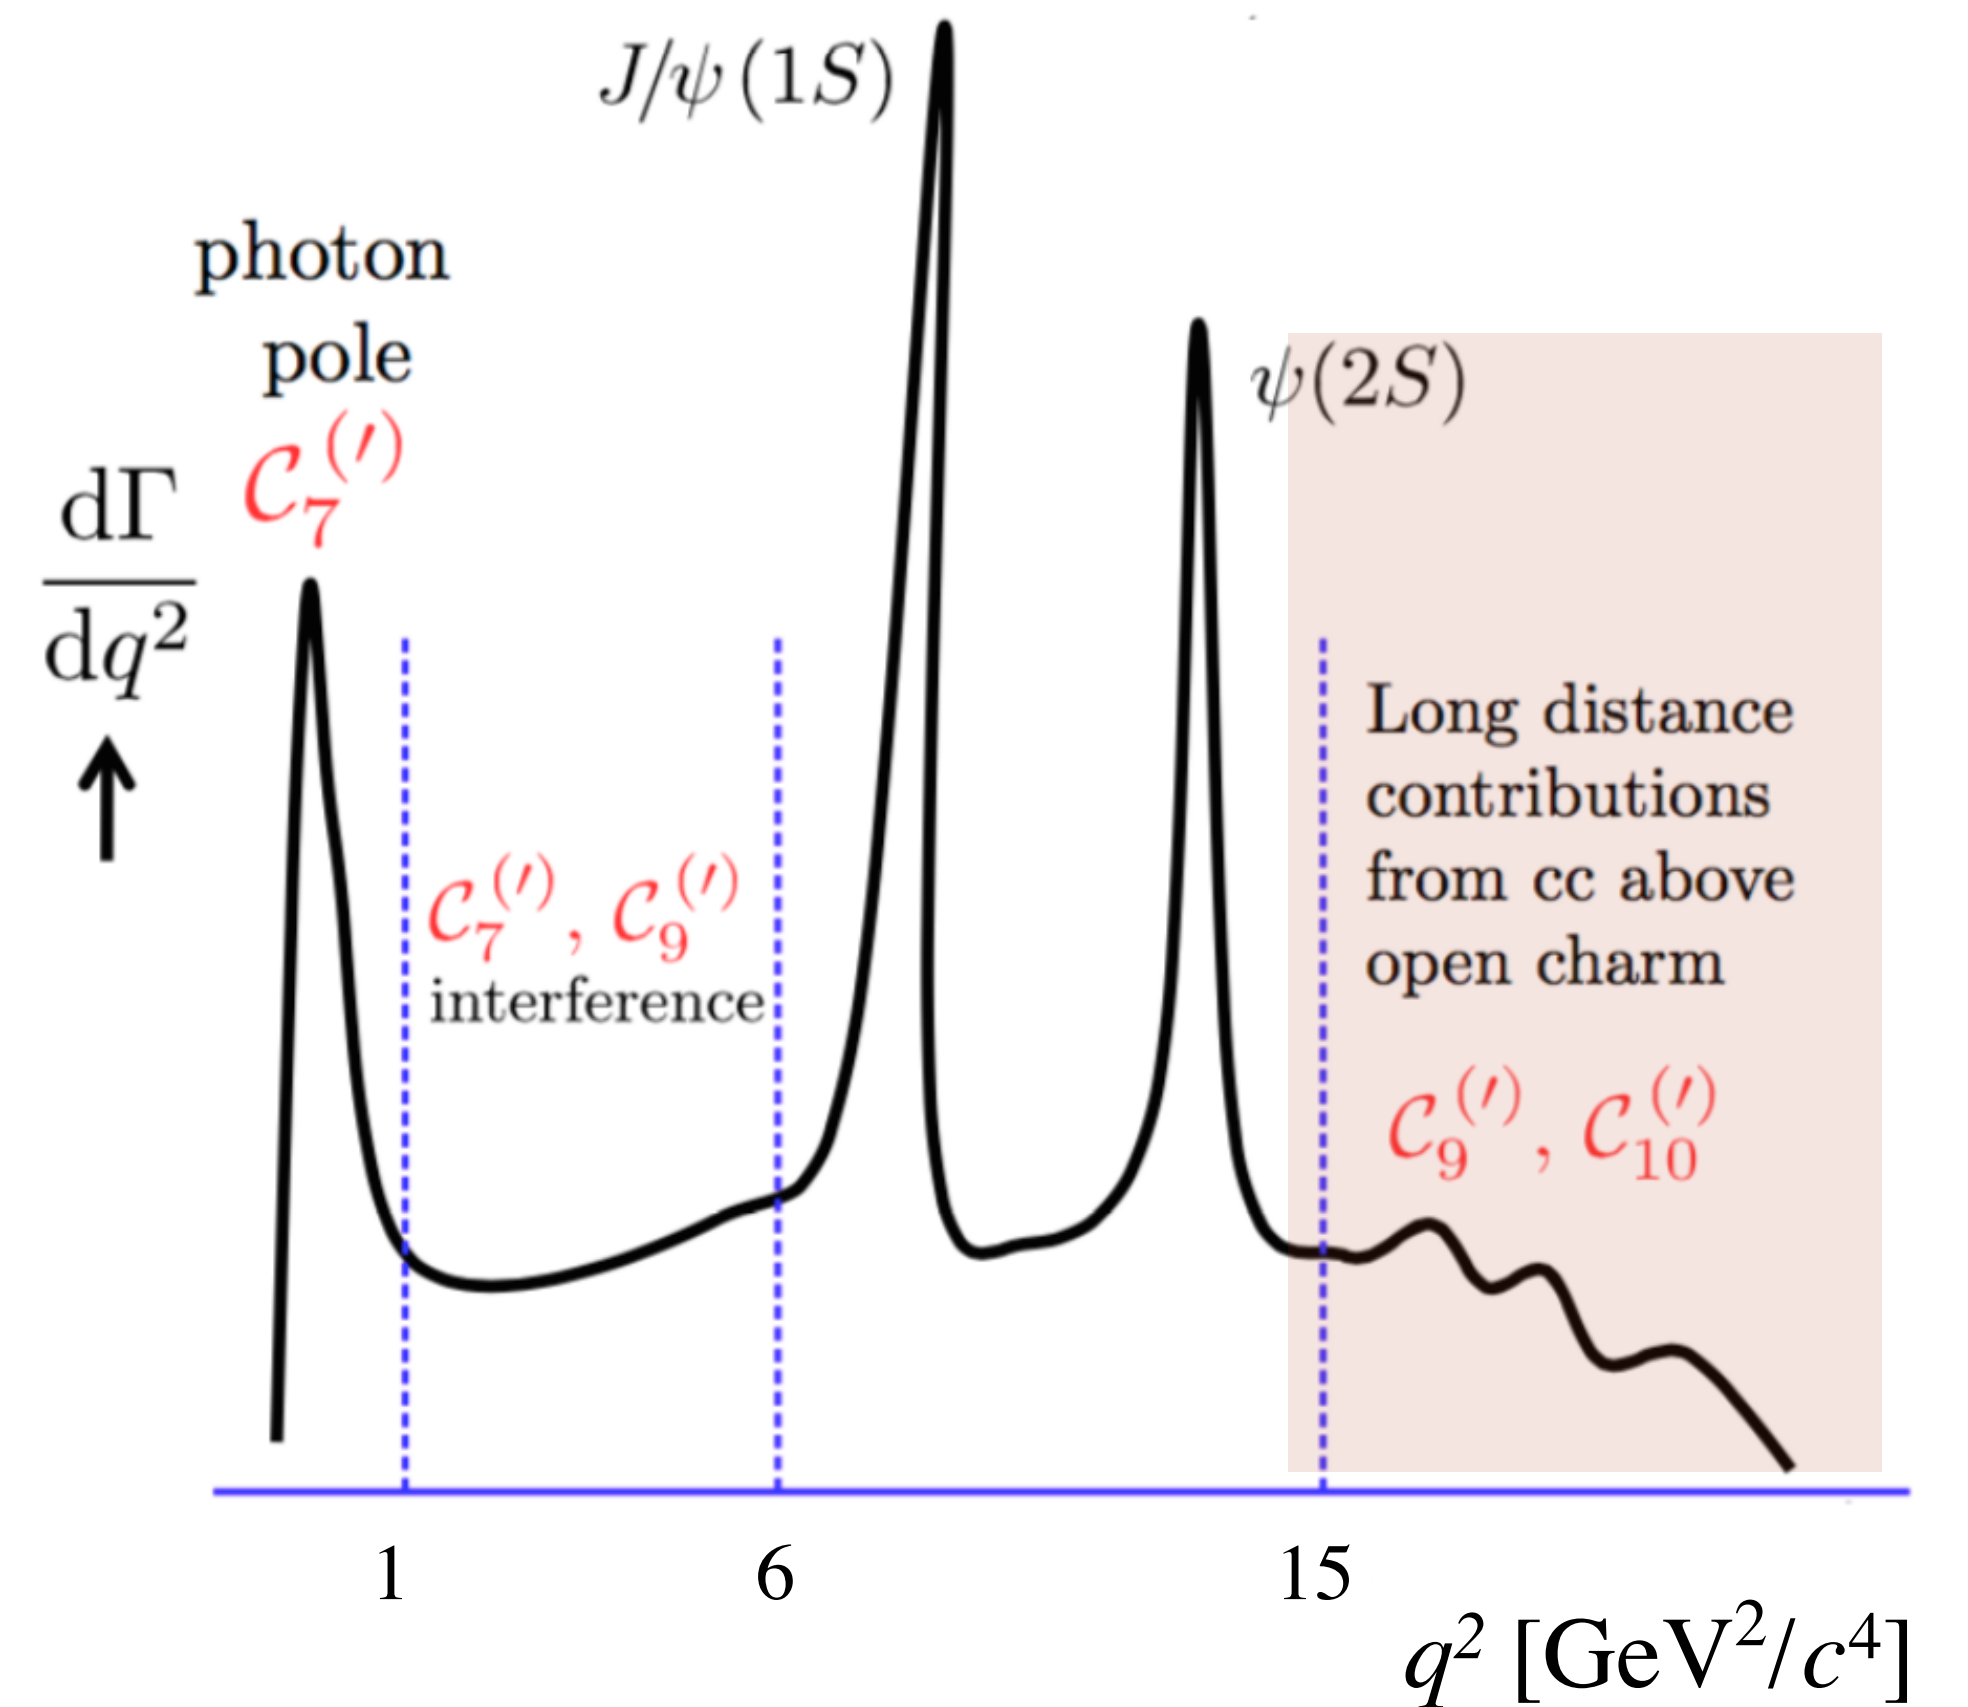 J/ψ (1S)
photon
pole
𝒞₇⁽′⁾
dΓ
dq²
ψ(2S)
Long distance
contributions
from cc above
open charm
𝒞₇⁽′⁾, 𝒞₉⁽′⁾
interference
𝒞₉⁽′⁾, 𝒞₁₀⁽′⁾
1 6 15
q² [GeV²/c⁴]